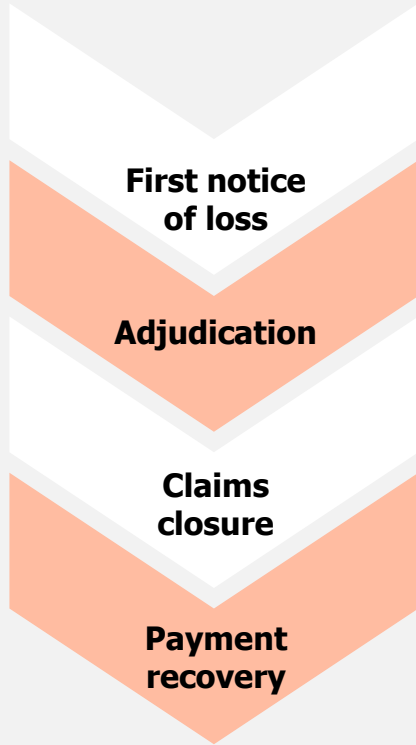 First notice
of loss
Adjudication
Claims
closure
Payment
recovery